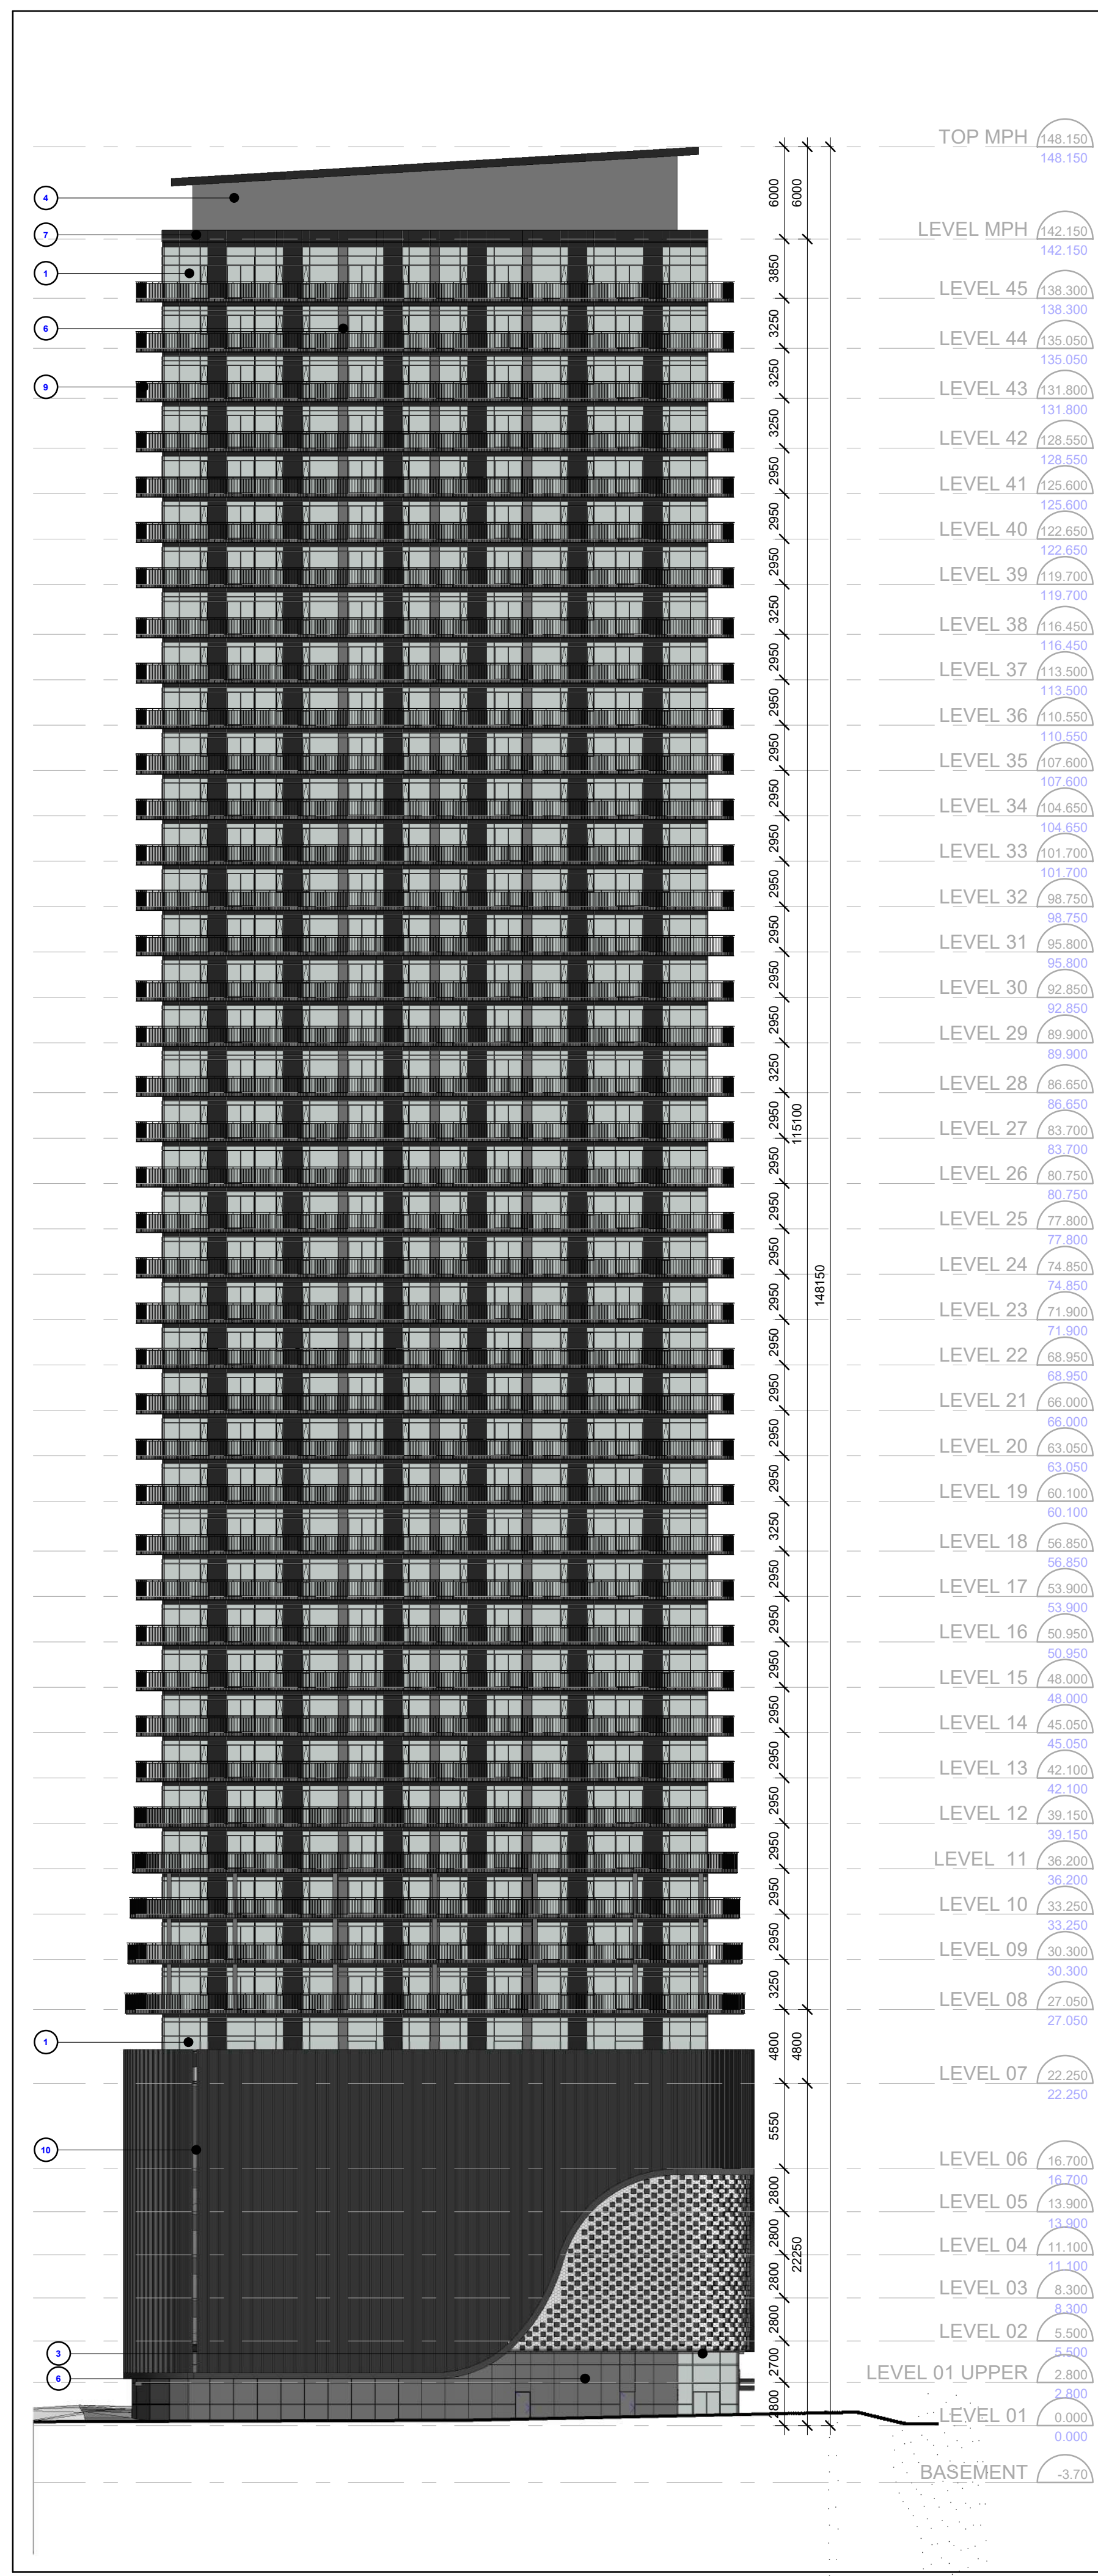 TOP MPH 148.150
148.150
4
6000 6000
7
LEVEL MPH 142.150
142.150
1
3850
LEVEL 45 138.300
138.300
6
3250
LEVEL 44 135.050
135.050
9
3250
LEVEL 43 131.800
131.800
3250
LEVEL 42 128.550
128.550
2950
LEVEL 41 125.600
125.600
2950
LEVEL 40 122.650
122.650
2950
LEVEL 39 119.700
119.700
3250
LEVEL 38 116.450
116.450
2950
LEVEL 37 113.500
113.500
2950
LEVEL 36 110.550
110.550
2950
LEVEL 35 107.600
107.600
2950
LEVEL 34 104.650
104.650
2950
LEVEL 33 101.700
101.700
2950
LEVEL 32 98.750
98.750
2950
LEVEL 31 95.800
95.800
2950
LEVEL 30 92.850
92.850
2950
LEVEL 29 89.900
89.900
3250
LEVEL 28 86.650
86.650
2950 115100
LEVEL 27 83.700
83.700
2950
LEVEL 26 80.750
80.750
2950
LEVEL 25 77.800
77.800
2950
LEVEL 24 74.850
74.850
148150
2950
LEVEL 23 71.900
71.900
2950
LEVEL 22 68.950
68.950
2950
LEVEL 21 66.000
66.000
2950
LEVEL 20 63.050
63.050
2950
LEVEL 19 60.100
60.100
3250
LEVEL 18 56.850
56.850
2950
LEVEL 17 53.900
53.900
2950
LEVEL 16 50.950
50.950
2950
LEVEL 15 48.000
48.000
2950
LEVEL 14 45.050
45.050
2950
LEVEL 13 42.100
42.100
2950
LEVEL 12 39.150
39.150
2950
LEVEL 11 36.200
36.200
2950
LEVEL 10 33.250
33.250
2950
LEVEL 09 30.300
30.300
3250
LEVEL 08 27.050
27.050
1
4800 4800
LEVEL 07 22.250
22.250
5550
10
LEVEL 06 16.700
16.700
2800
LEVEL 05 13.900
13.900
2800
LEVEL 04 11.100
11.100
22250
2800
LEVEL 03 8.300
8.300
2800
LEVEL 02 5.500
5.500
3
2700
6
LEVEL 01 UPPER 2.800
2.800
2800
LEVEL 01 0.000
0.000
BASEMENT -3.70